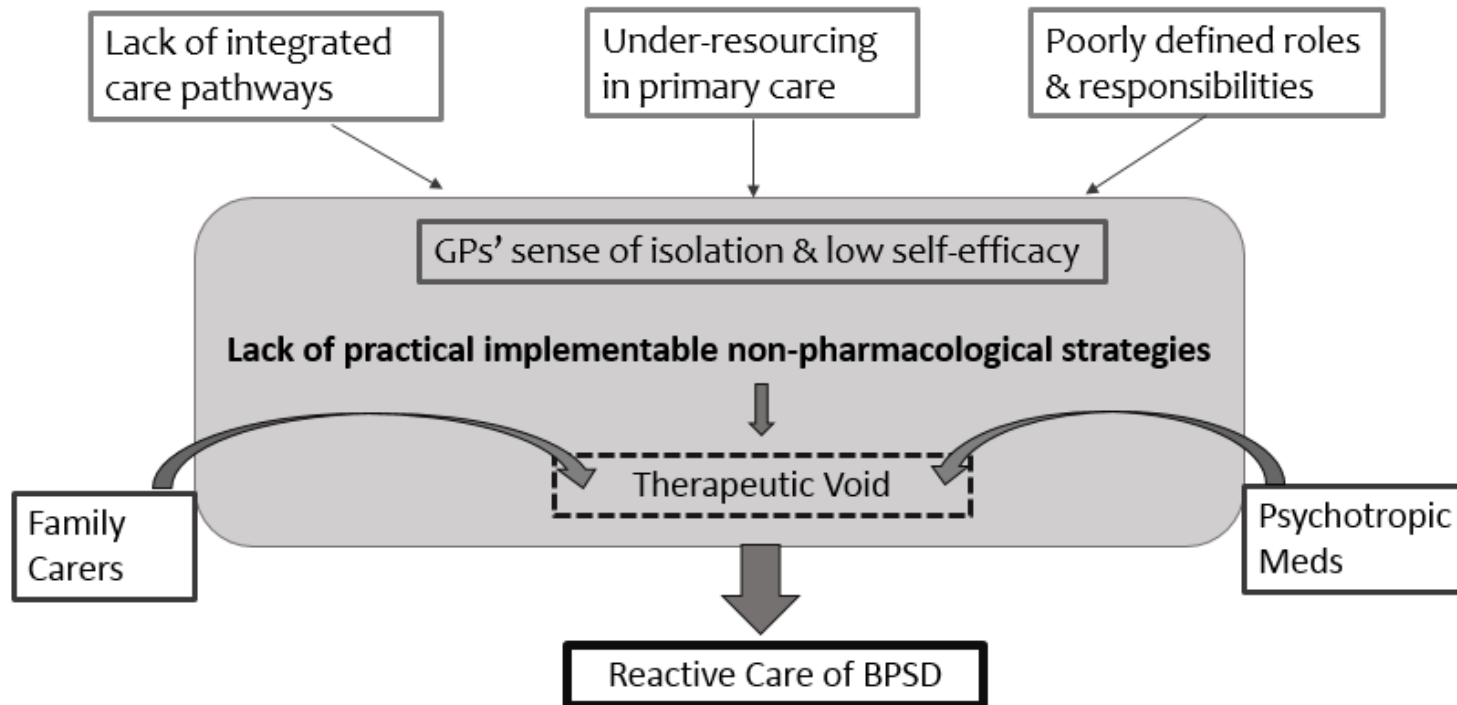 Lack of integrated
care pathways
Under-resourcing
in primary care
Poorly defined roles
& responsibilities
GPs’ sense of isolation & low self-efficacy
Lack of practical implementable non-pharmacological strategies
Therapeutic Void
Family
Carers
Psychotropic
Meds
Reactive Care of BPSD